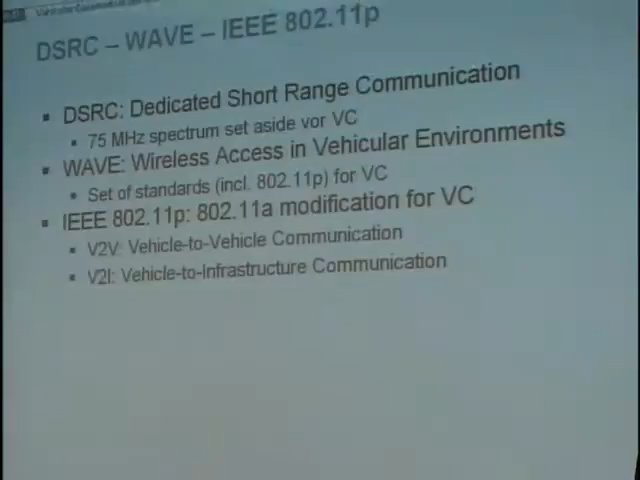 DSRC – WAVE – IEEE 802.11p
▪ DSRC: Dedicated Short Range Communication
▪ 75 MHz spectrum set aside vor VC
▪ WAVE: Wireless Access in Vehicular Environments
▪ Set of standards (incl. 802.11p) for VC
▪ IEEE 802.11p: 802.11a modification for VC
▪ V2V: Vehicle-to-Vehicle Communication
▪ V2I: Vehicle-to-Infrastructure Communication